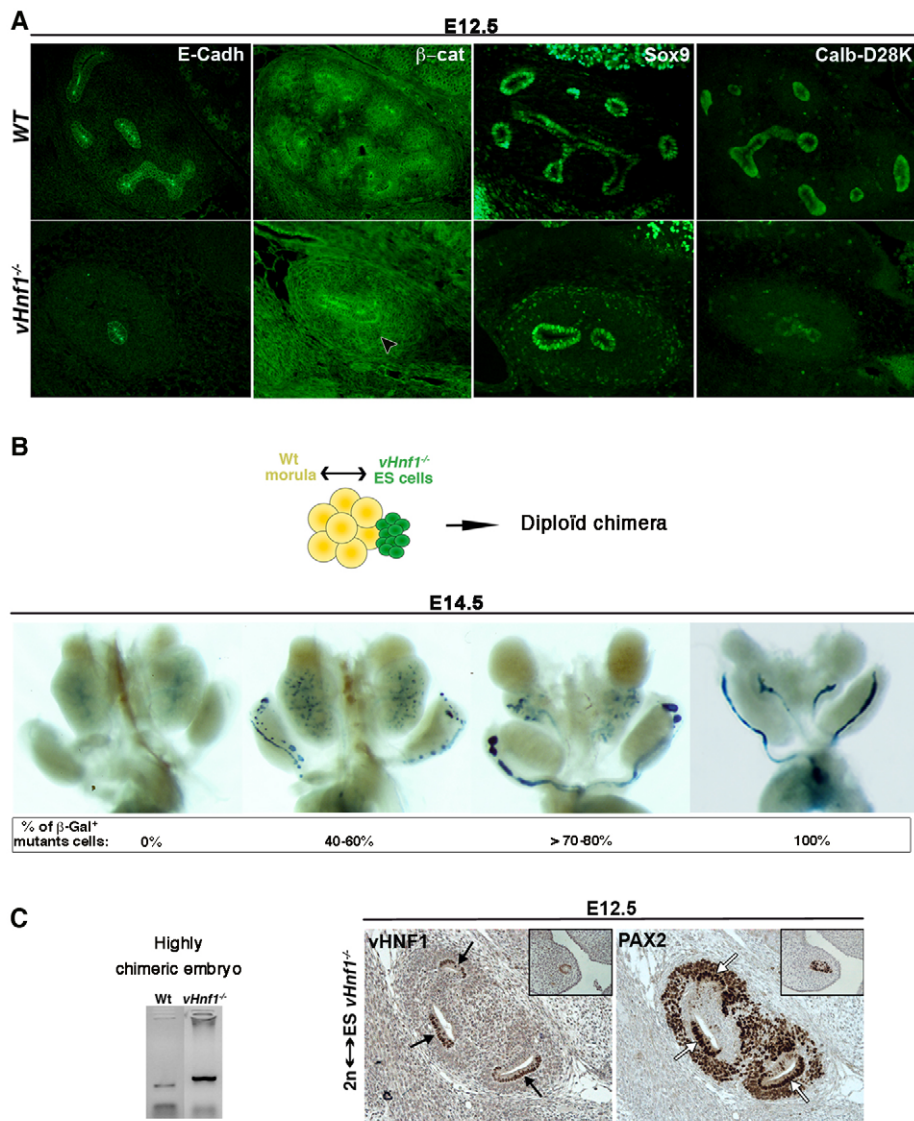 A
E12.5
E-Cadh
β-cat
Sox9
Calb-D28K
WT
vHnf1-/-
B
Wt
morula
vHnf1-/-
ES cells
Diploïd chimera
E14.5
% of β-Gal+
mutants cells:
0%
40-60%
> 70-80%
100%
C
Highly
chimeric embryo
Wt
vHnf1-/-
E12.5
2n ⟷ ES vHnf1-/-
vHNF1
PAX2